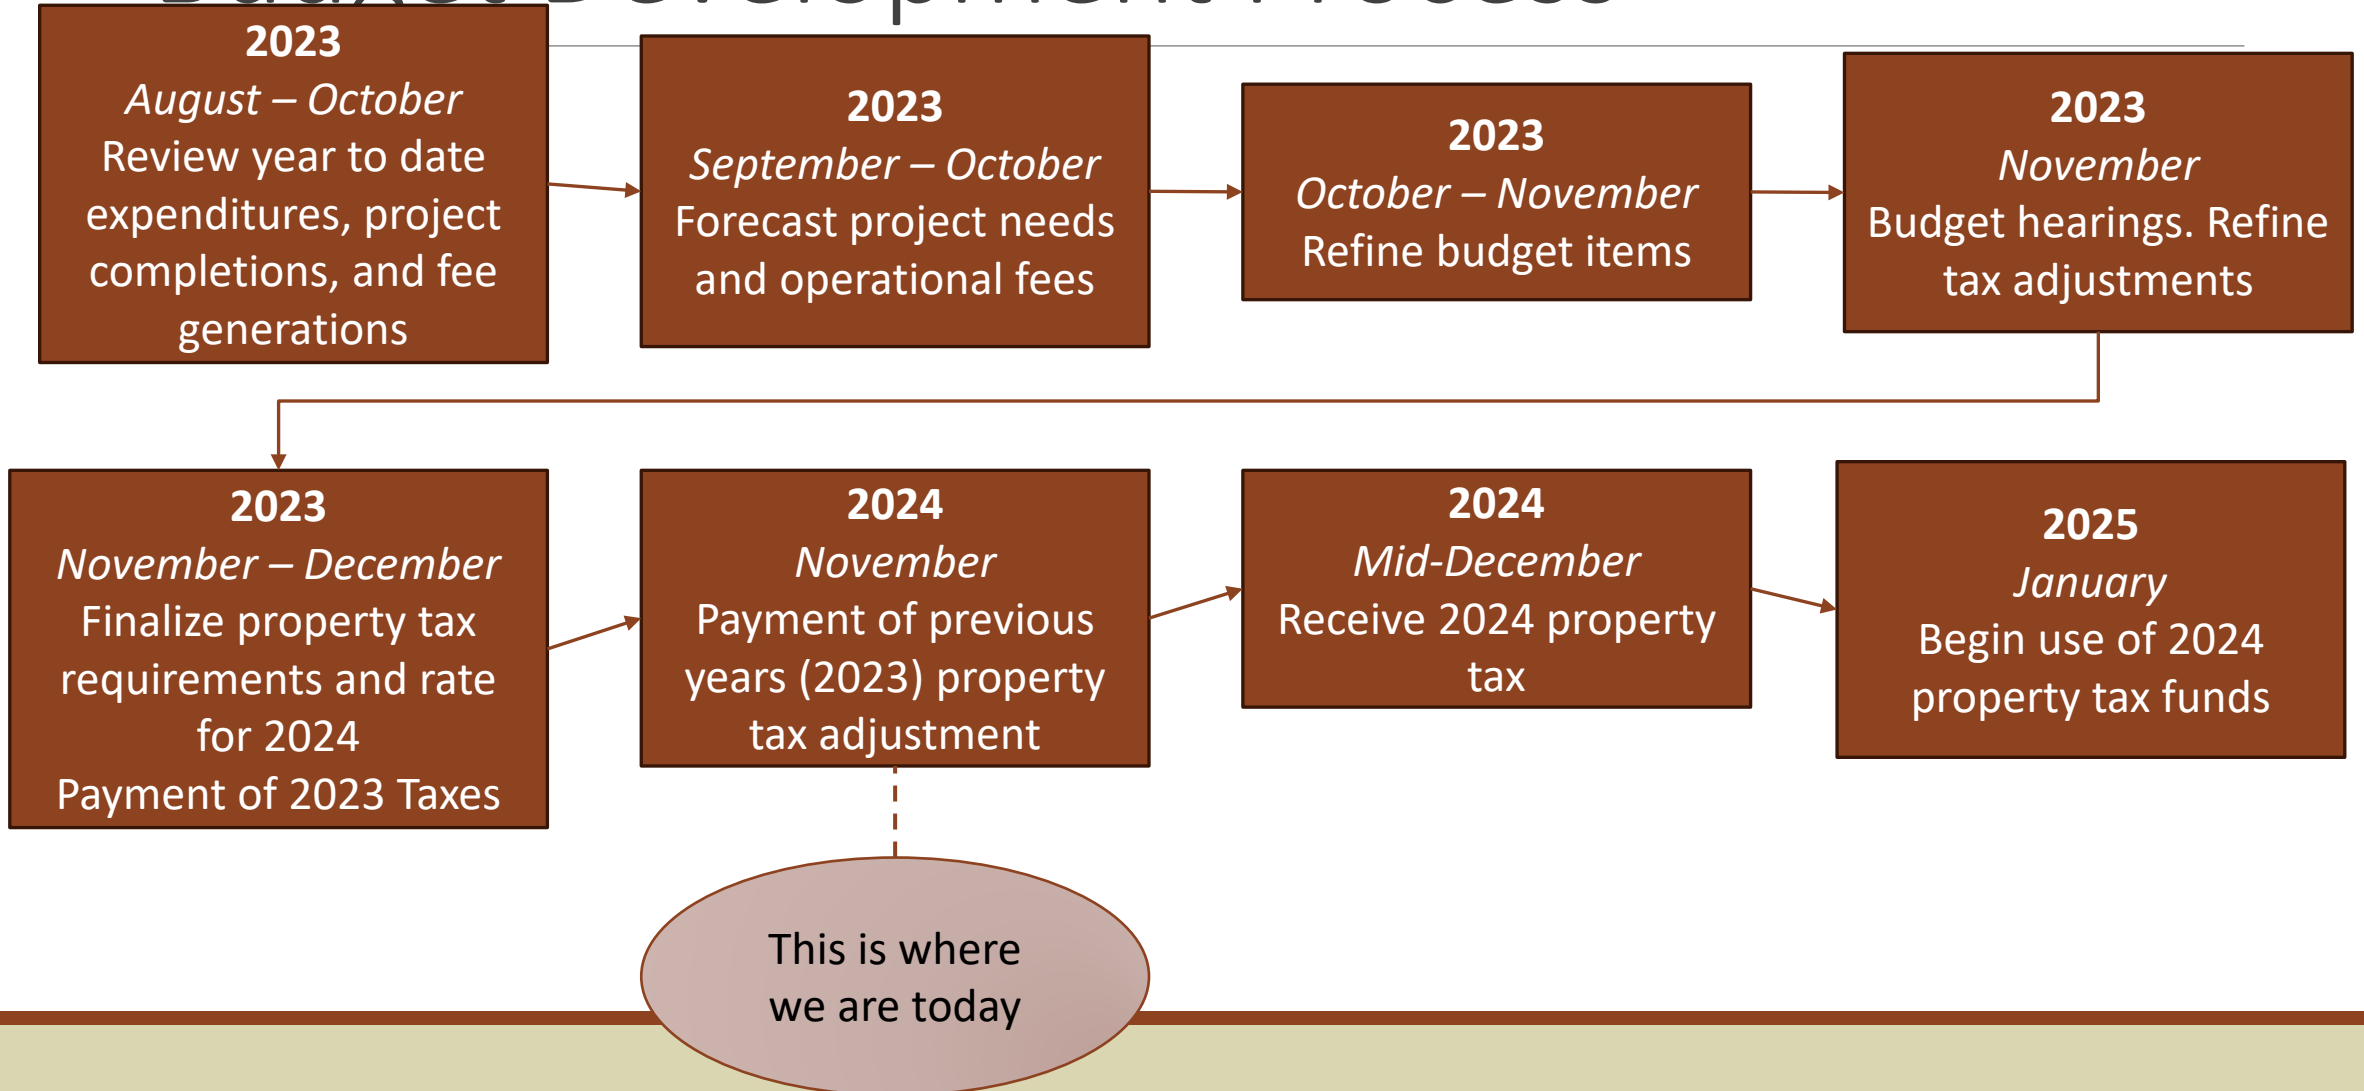 Budget Development Process
2023
August – October
Review year to date
expenditures, project
completions, and fee
generations
2023
September – October
Forecast project needs
and operational fees
2023
October – November
Refine budget items
2023
November
Budget hearings. Refine
tax adjustments
2023
November – December
Finalize property tax
requirements and rate
for 2024
Payment of 2023 Taxes
2024
November
Payment of previous
years (2023) property
tax adjustment
2024
Mid-December
Receive 2024 property
tax
2025
January
Begin use of 2024
property tax funds
This is where
we are today